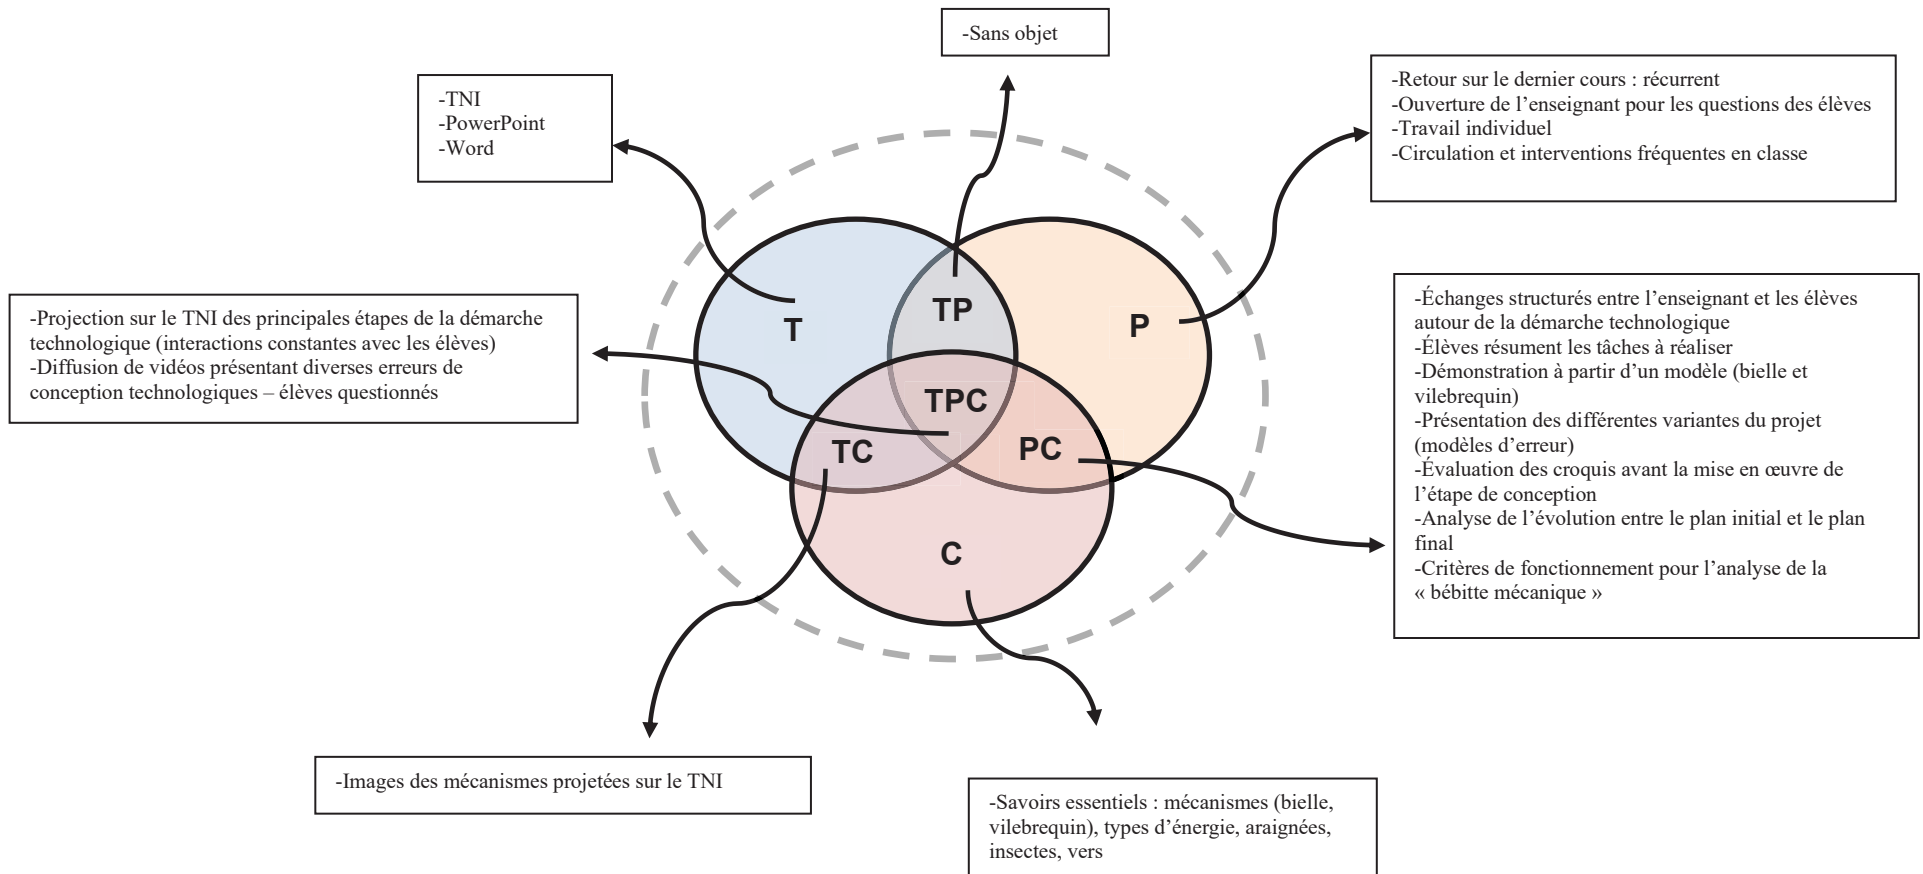 -Sans objet
-TNI
-PowerPoint
-Word
-Retour sur le dernier cours : récurrent
-Ouverture de l’enseignant pour les questions des élèves
-Travail individuel
-Circulation et interventions fréquentes en classe
-Projection sur le TNI des principales étapes de la démarche
technologique (interactions constantes avec les élèves)
-Diffusion de vidéos présentant diverses erreurs de
conception technologiques – élèves questionnés
T
TP
P
TPC
TC
PC
C
-Échanges structurés entre l’enseignant et les élèves
autour de la démarche technologique
-Élèves résument les tâches à réaliser
-Démonstration à partir d’un modèle (bielle et
vilebrequin)
-Présentation des différentes variantes du projet
(modèles d’erreur)
-Évaluation des croquis avant la mise en œuvre de
l’étape de conception
-Analyse de l’évolution entre le plan initial et le plan
final
-Critères de fonctionnement pour l’analyse de la
« bébitte mécanique »
-Images des mécanismes projetées sur le TNI
-Savoirs essentiels : mécanismes (bielle,
vilebrequin), types d’énergie, araignées,
insectes, vers